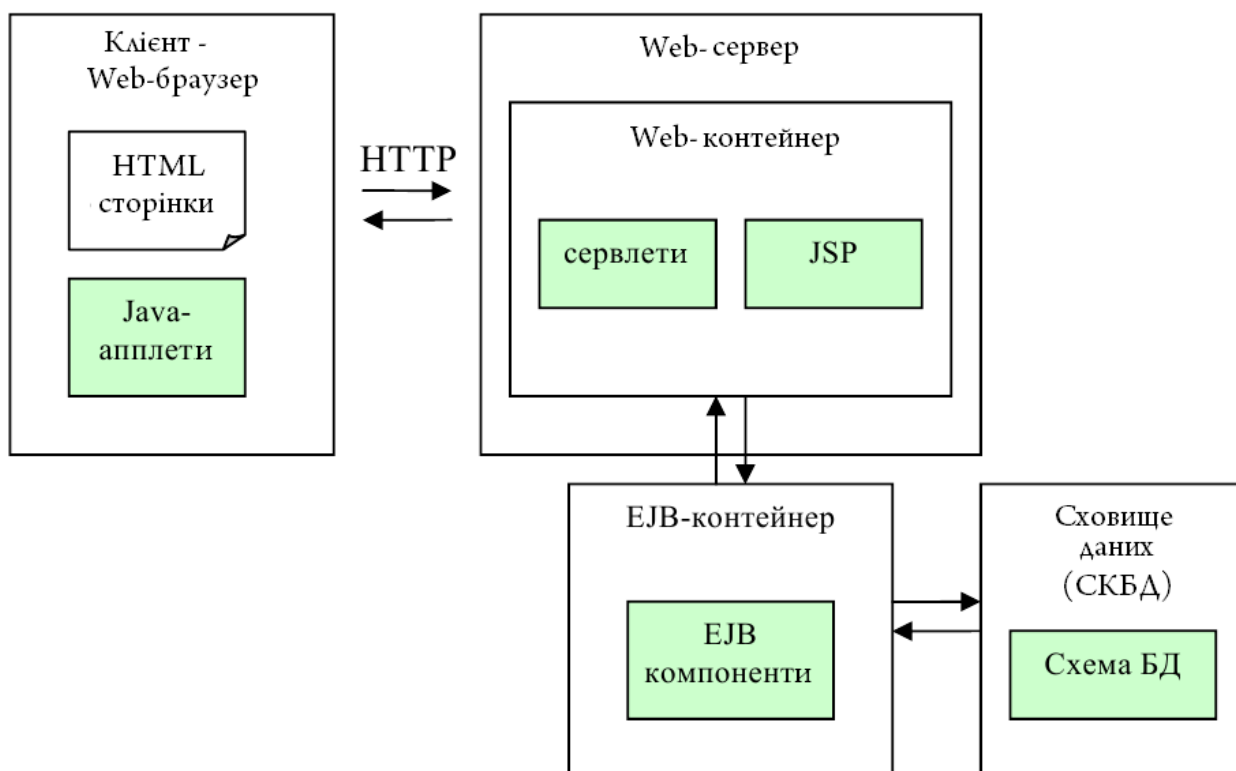 Клієнт -
Web-браузер
HTML
сторінки
Java-
апплети
HTTP
Web-сервер
Web-контейнер
сервлети
JSP
EJB-контейнер
EJB
компоненти
Сховище
даних
(СКБД)
Схема БД